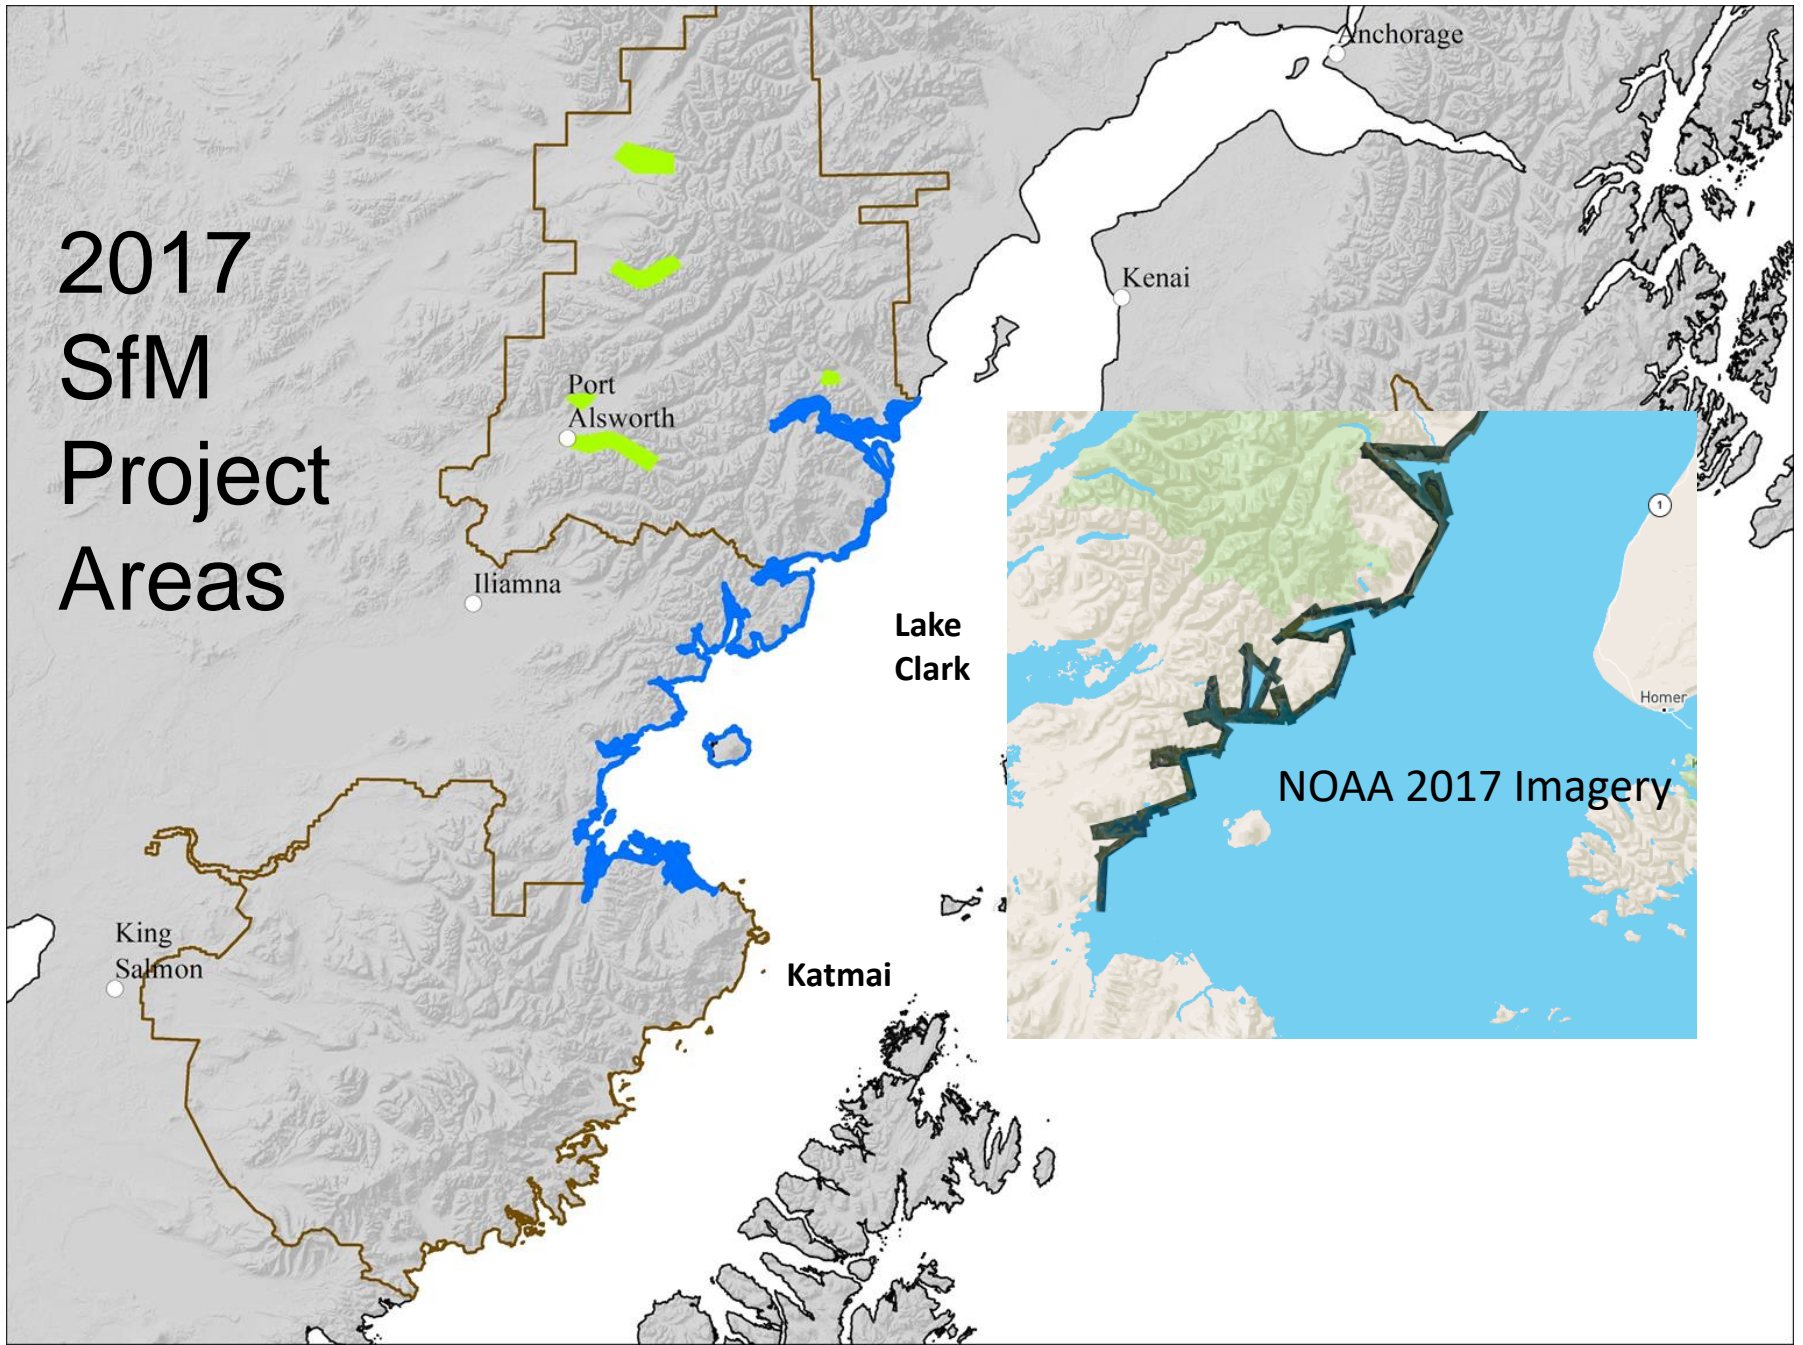 Anchorage
2017
SfM
Project
Areas
Kenai
Port
Alsworth
1
Iliamna
Lake
Clark
Homer
NOAA 2017 Imagery
King
Salmon
Katmai